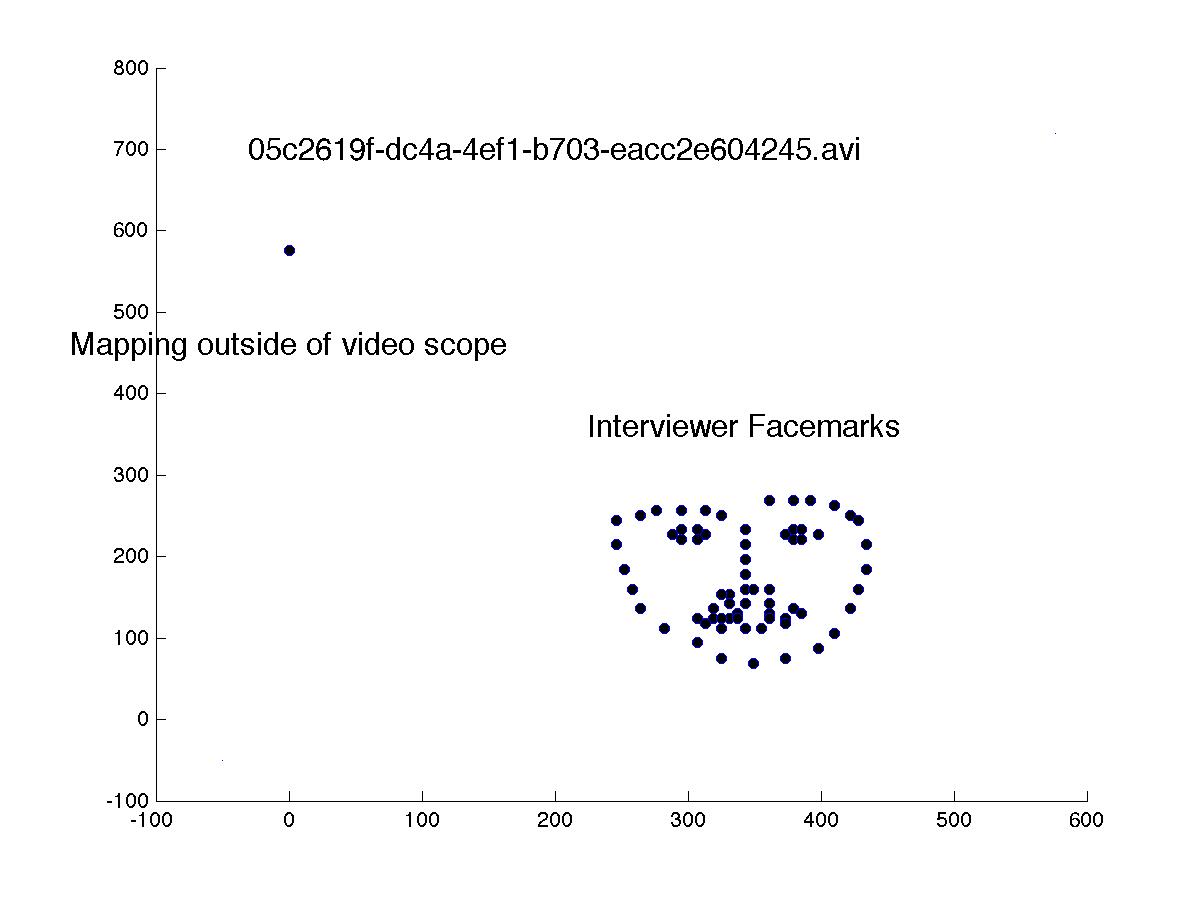 800
700
05c2619f-dc4a-4ef1-b703-eacc2e604245.avi
600
500
Mapping outside of video scope
400
Interviewer Facemarks
300
200
100
0
-100
-100 0 100 200 300 400 500 600